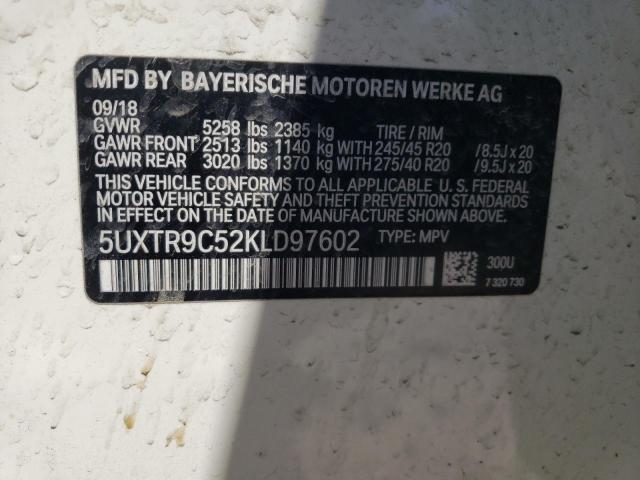 MFD BY BAYERISCHE MOTOREN WERKE AG
09/18
GVWR 5258 lbs 2385 kg TIRE / RIM
GAWR FRONT 2513 lbs 1140 kg WITH 245/45 R20 /8.5J x 20
GAWR REAR 3020 lbs 1370 kg WITH 275/40 R20 /9.5J x 20
THIS VEHICLE CONFORMS TO ALL APPLICABLE U. S. FEDERAL
MOTOR VEHICLE SAFETY AND THEFT PREVENTION
STANDARDS IN EFFECT ON THE DATE OF MANUFACTURE SHOWN ABOVE.
5UXTR9C52KLD97602 TYPE: MPV
300U
7 320 730